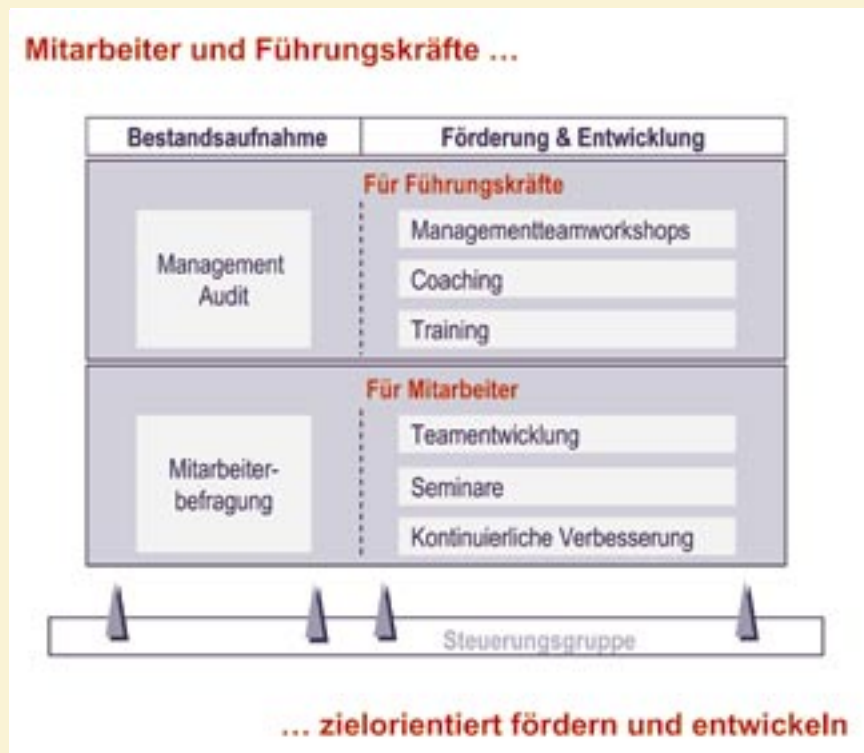 Mitarbeiter und Führungskräfte ...
Bestandsaufnahme
Förderung & Entwicklung
Für Führungskräfte
Management
Audit
Managementteamworkshops
Coaching
Training
Für Mitarbeiter
Mitarbeiter-
befragung
Teamentwicklung
Seminare
Kontinuierliche Verbesserung
Steuerungsgruppe
... zielorientiert fördern und entwickeln